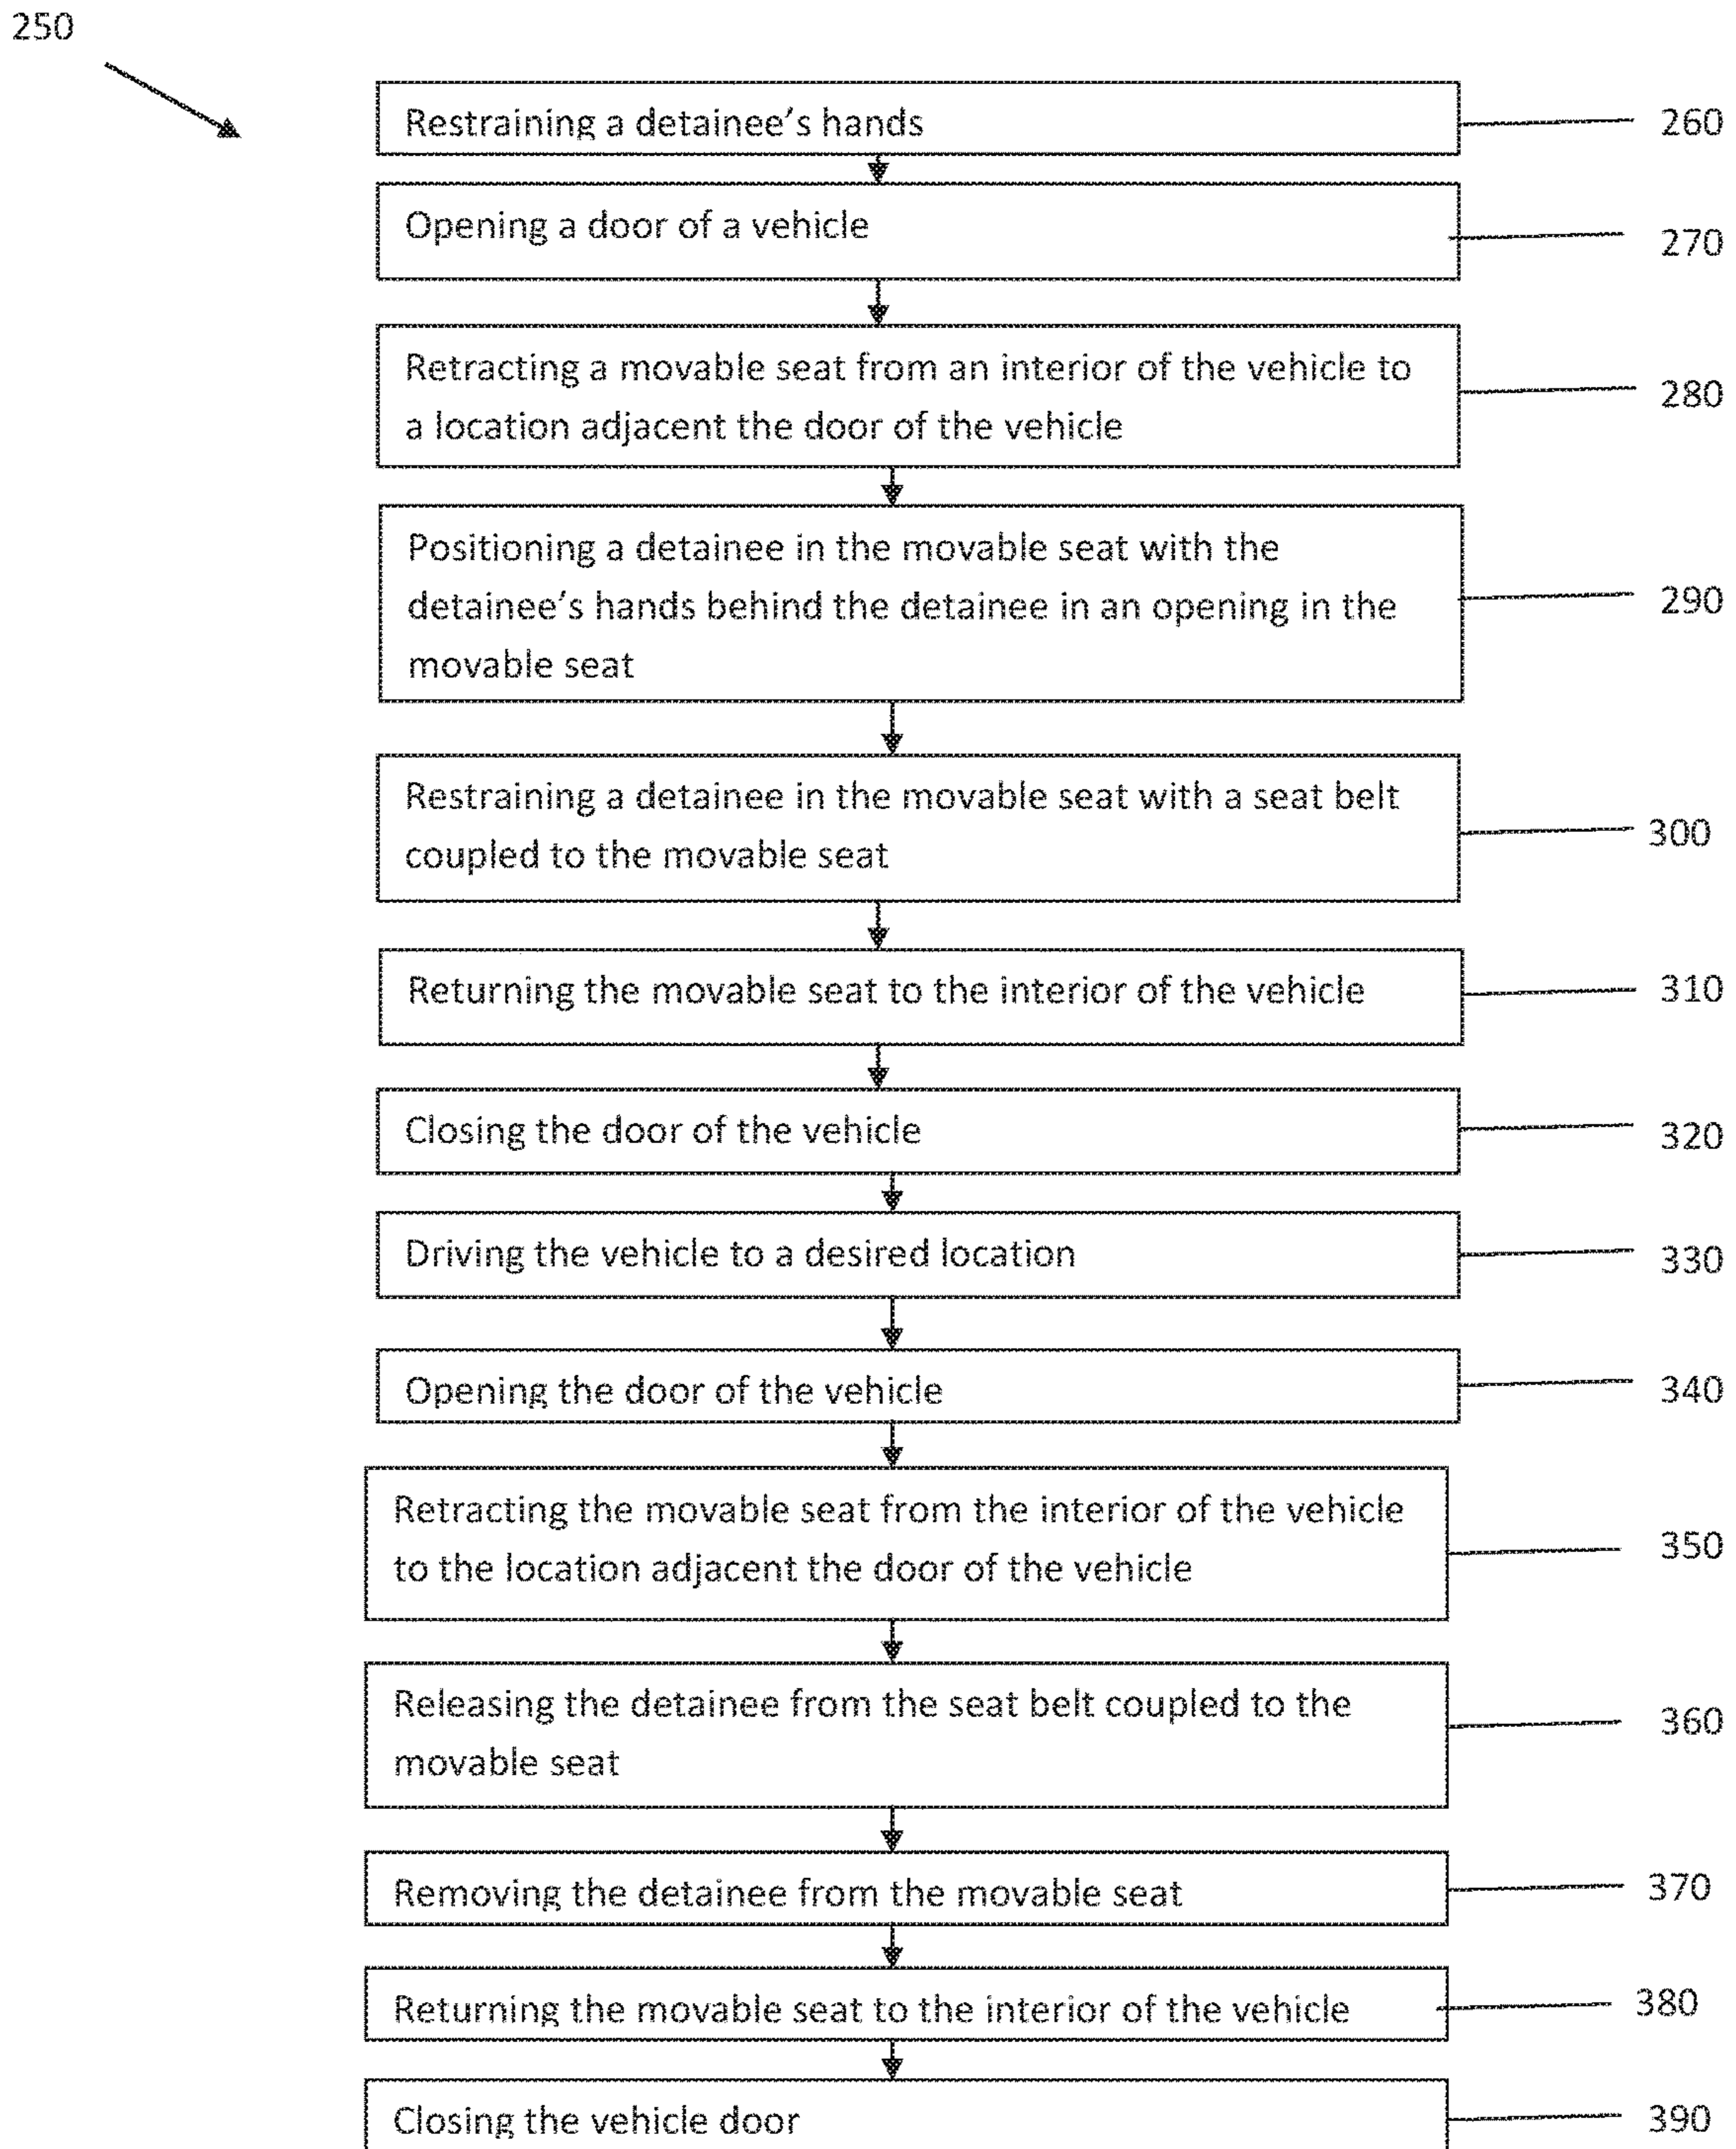 250
Restraining a detainee's hands
260
Opening a door of a vehicle
270
Retracting a movable seat from an interior of the vehicle to
a location adjacent the door of the vehicle
280
Positioning a detainee in the movable seat with the
detainee's hands behind the detainee in an opening in the
movable seat
290
Restraining a detainee in the movable seat with a seat belt
coupled to the movable seat
300
Returning the movable seat to the interior of the vehicle
310
Closing the door of the vehicle
320
Driving the vehicle to a desired location
330
Opening the door of the vehicle
340
Retracting the movable seat from the interior of the vehicle
to the location adjacent the door of the vehicle
350
Releasing the detainee from the seat belt coupled to the
movable seat
360
Removing the detainee from the movable seat
370
Returning the movable seat to the interior of the vehicle
380
Closing the vehicle door
390